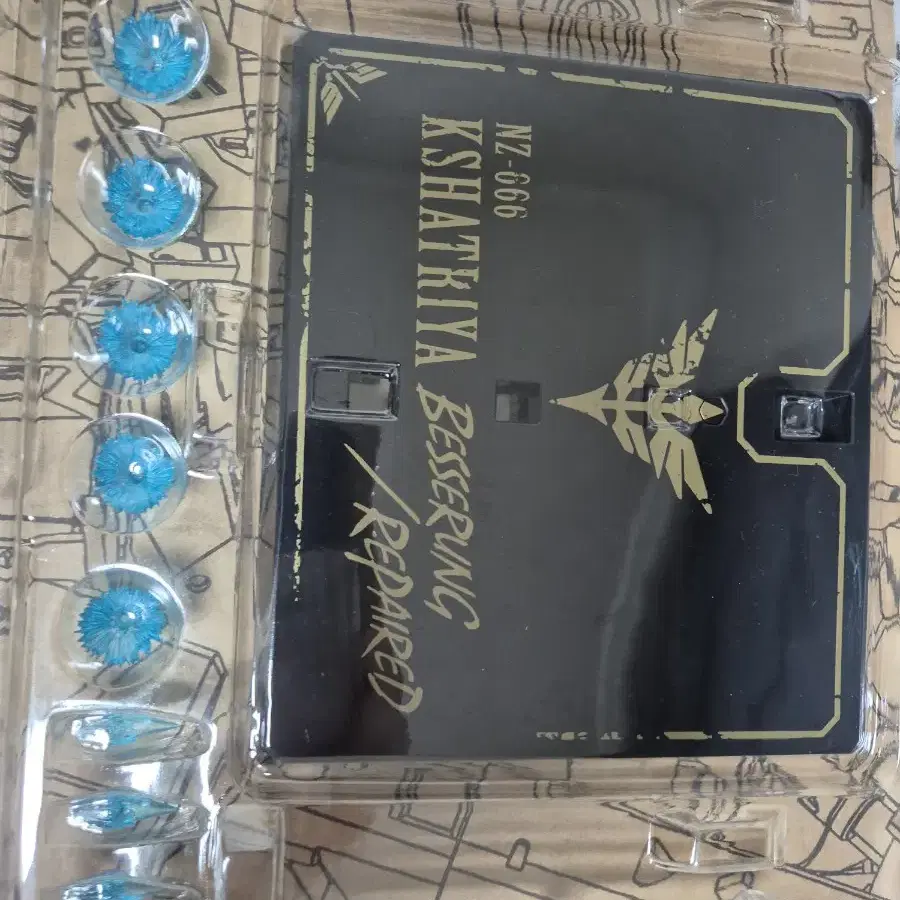 NZ-666
KSHATRIYA BESSERUNG
/REPAIRED